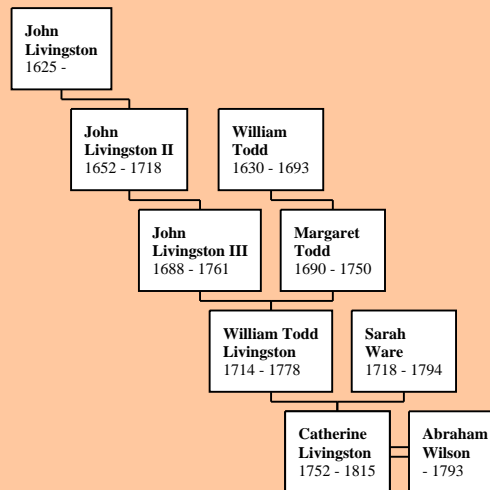 John
Livingston
1625 -
John
Livingston II
1652 - 1718
William
Todd
1630 - 1693
John
Livingston III
1688 - 1761
Margaret
Todd
1690 - 1750
William Todd
Livingston
1714 - 1778
Sarah
Ware
1718 - 1794
Catherine
Livingston
1752 - 1815
Abraham
Wilson
- 1793